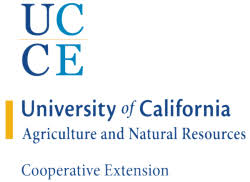 UC
CE
University of California
Agriculture and Natural Resources
Cooperative Extension